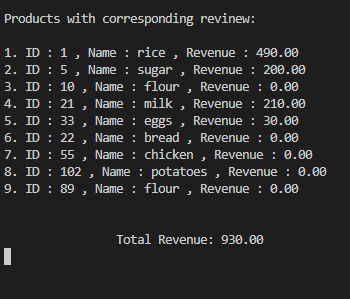 Products with corresponding revinew:
1. ID : 1 , Name : rice , Revenue : 490.00
2. ID : 5 , Name : sugar , Revenue : 200.00
3. ID : 10 , Name : flour , Revenue : 0.00
4. ID : 21 , Name : milk , Revenue : 210.00
5. ID : 33 , Name : eggs , Revenue : 30.00
6. ID : 22 , Name : bread , Revenue : 0.00
7. ID : 55 , Name : chicken , Revenue : 0.00
8. ID : 102 , Name : potatoes , Revenue : 0.00
9. ID : 89 , Name : flour , Revenue : 0.00
Total Revenue: 930.00